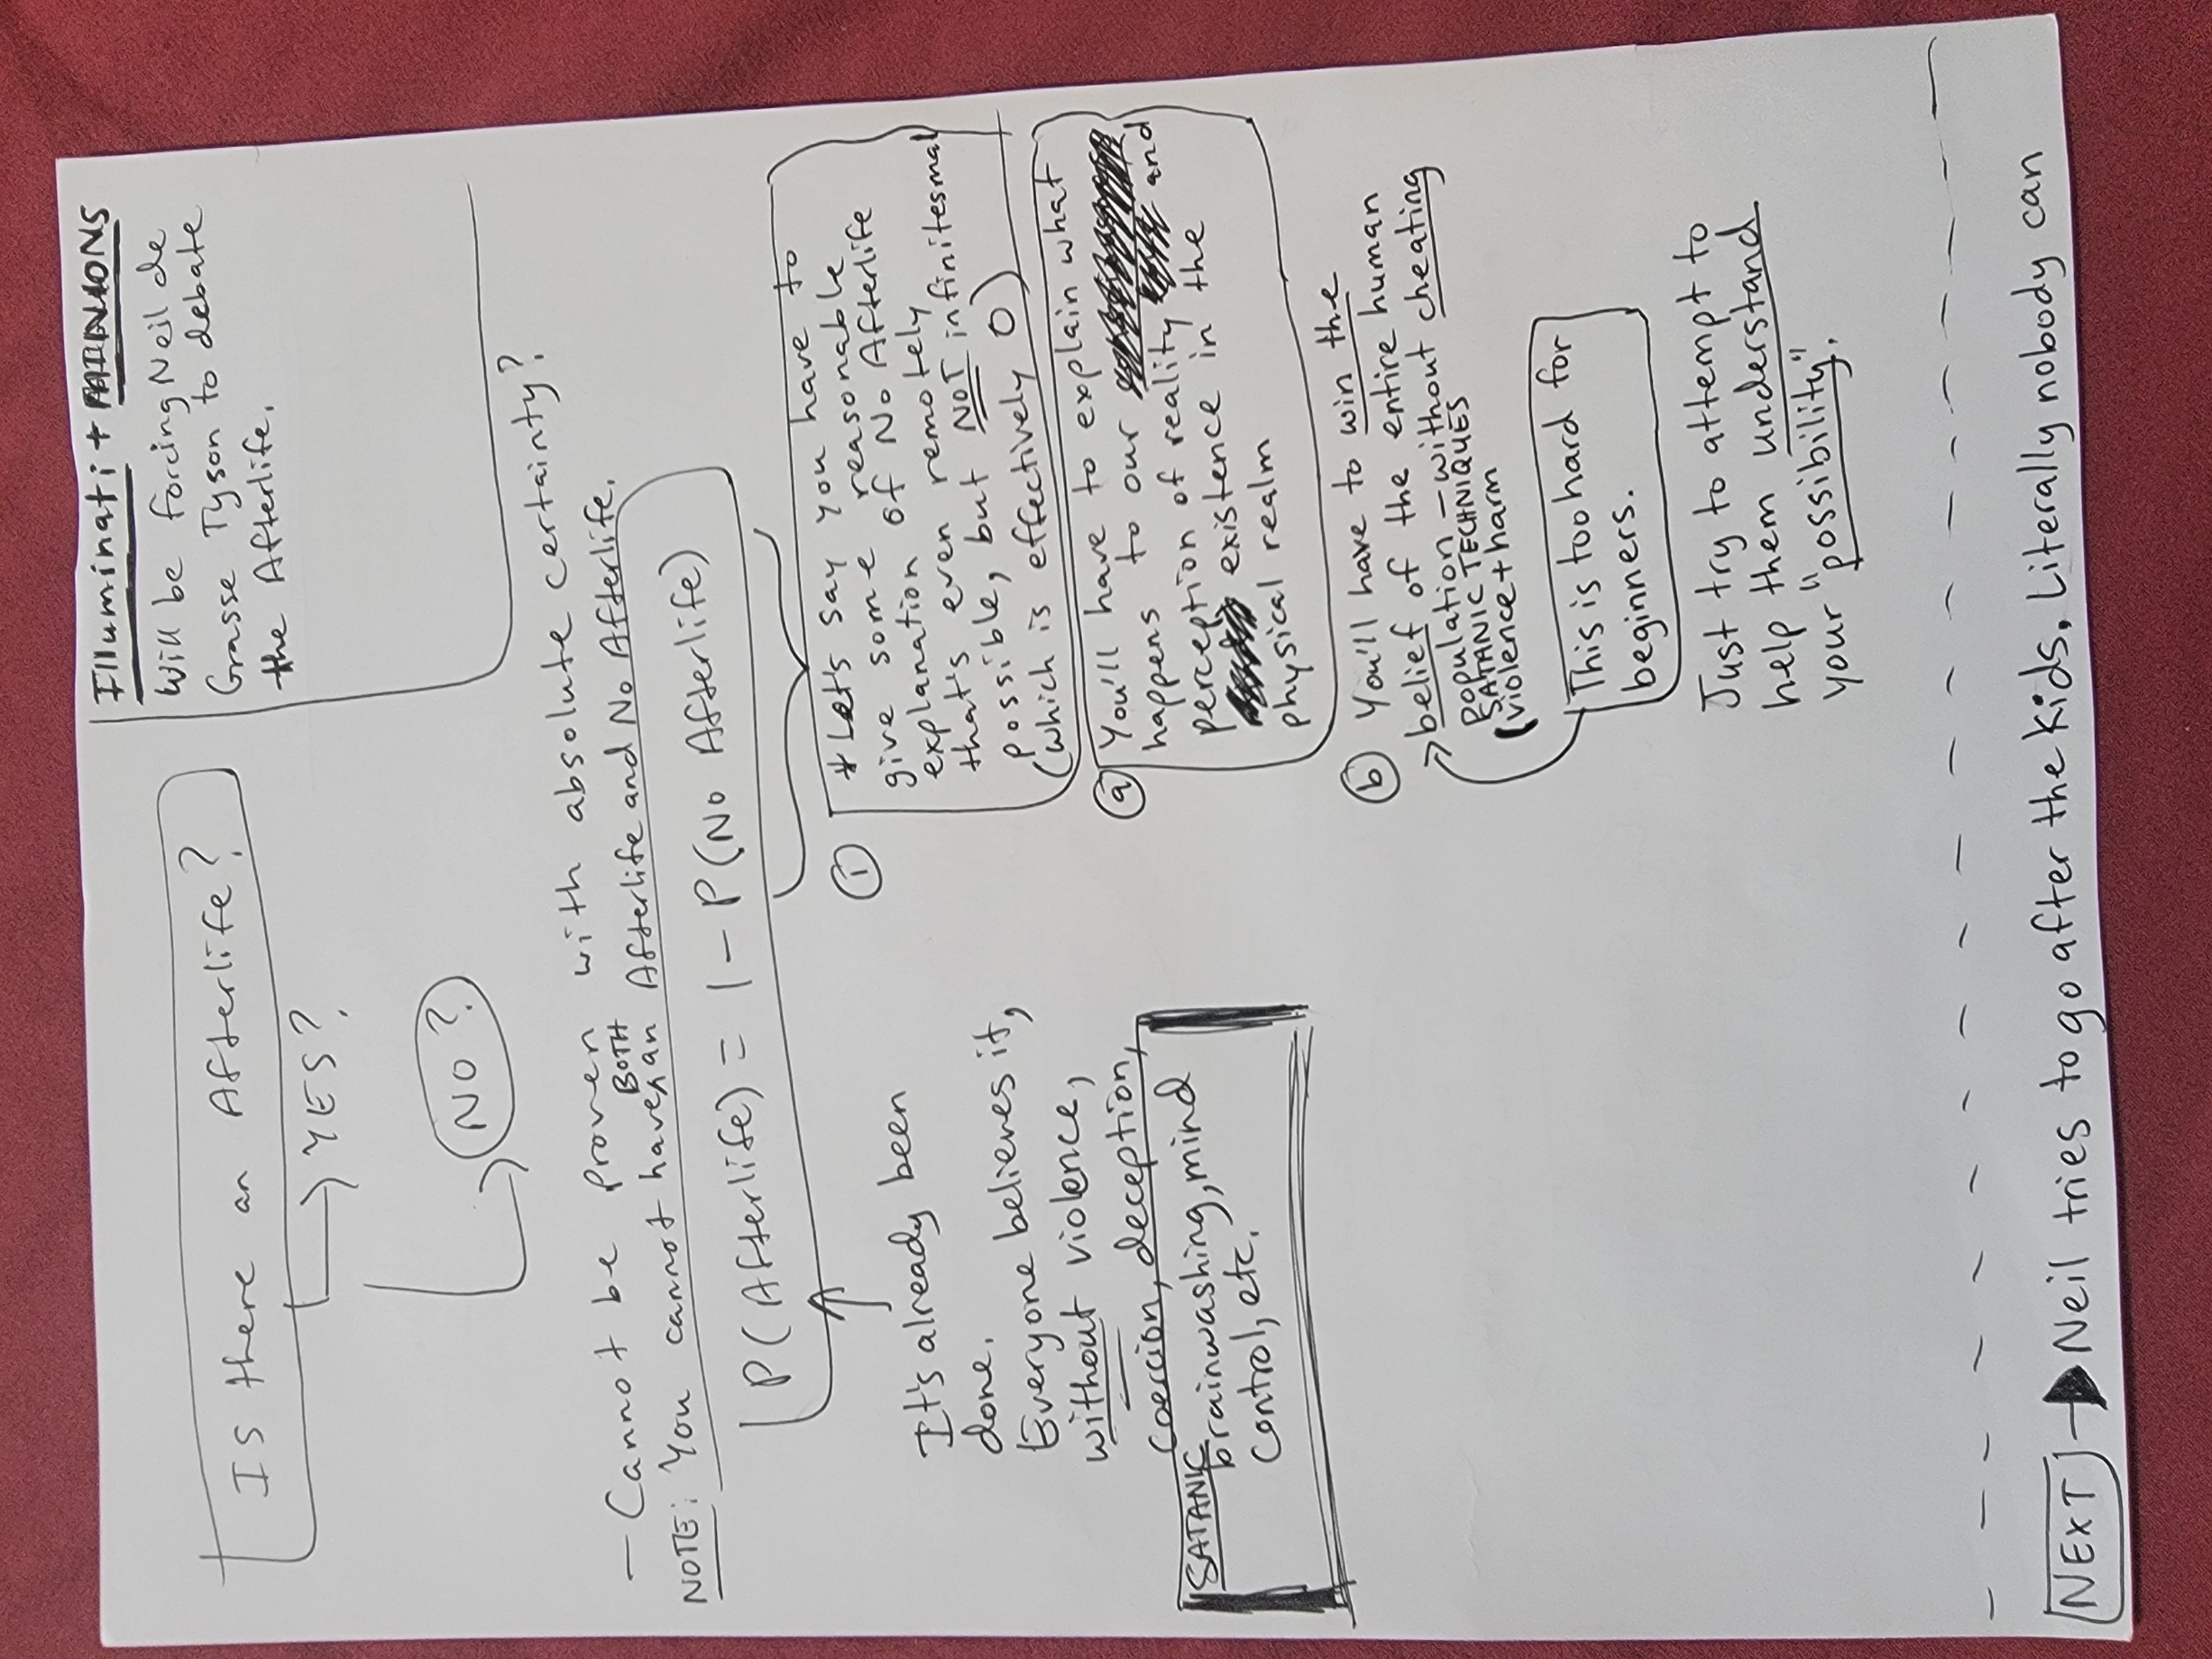 Illuminati + MINIONS
Will be forcing Neil de
Grasse Tyson to debate
the Afterlife.
Is there an Afterlife?
YES?
NO?
- Cannot be proven with absolute certainty?
NOTE: You cannot have BOTH an Afterlife and No Afterlife.
P(Afterlife) = 1 - P(No Afterlife)
It's already been
done.
Everyone believes it,
without violence,
coercion, deception,
SATANIC brainwashing, mind
control, etc.
1 * Let's say you have to
give some reasonable
explanation of No Afterlife
that's even remotely
possible, but NOT infinitesmal
(which is effectively 0)
a You'll have to explain what
happens to our
perception of reality and
existence in the
physical realm
b You'll have to win the
belief of the entire human
population - without cheating
SATANIC TECHNIQUES
(violence + harm
This is too hard for
beginners.
Just try to attempt to
help them understand
your "possibility".
NEXT Neil tries to go after the kids. Literally nobody can